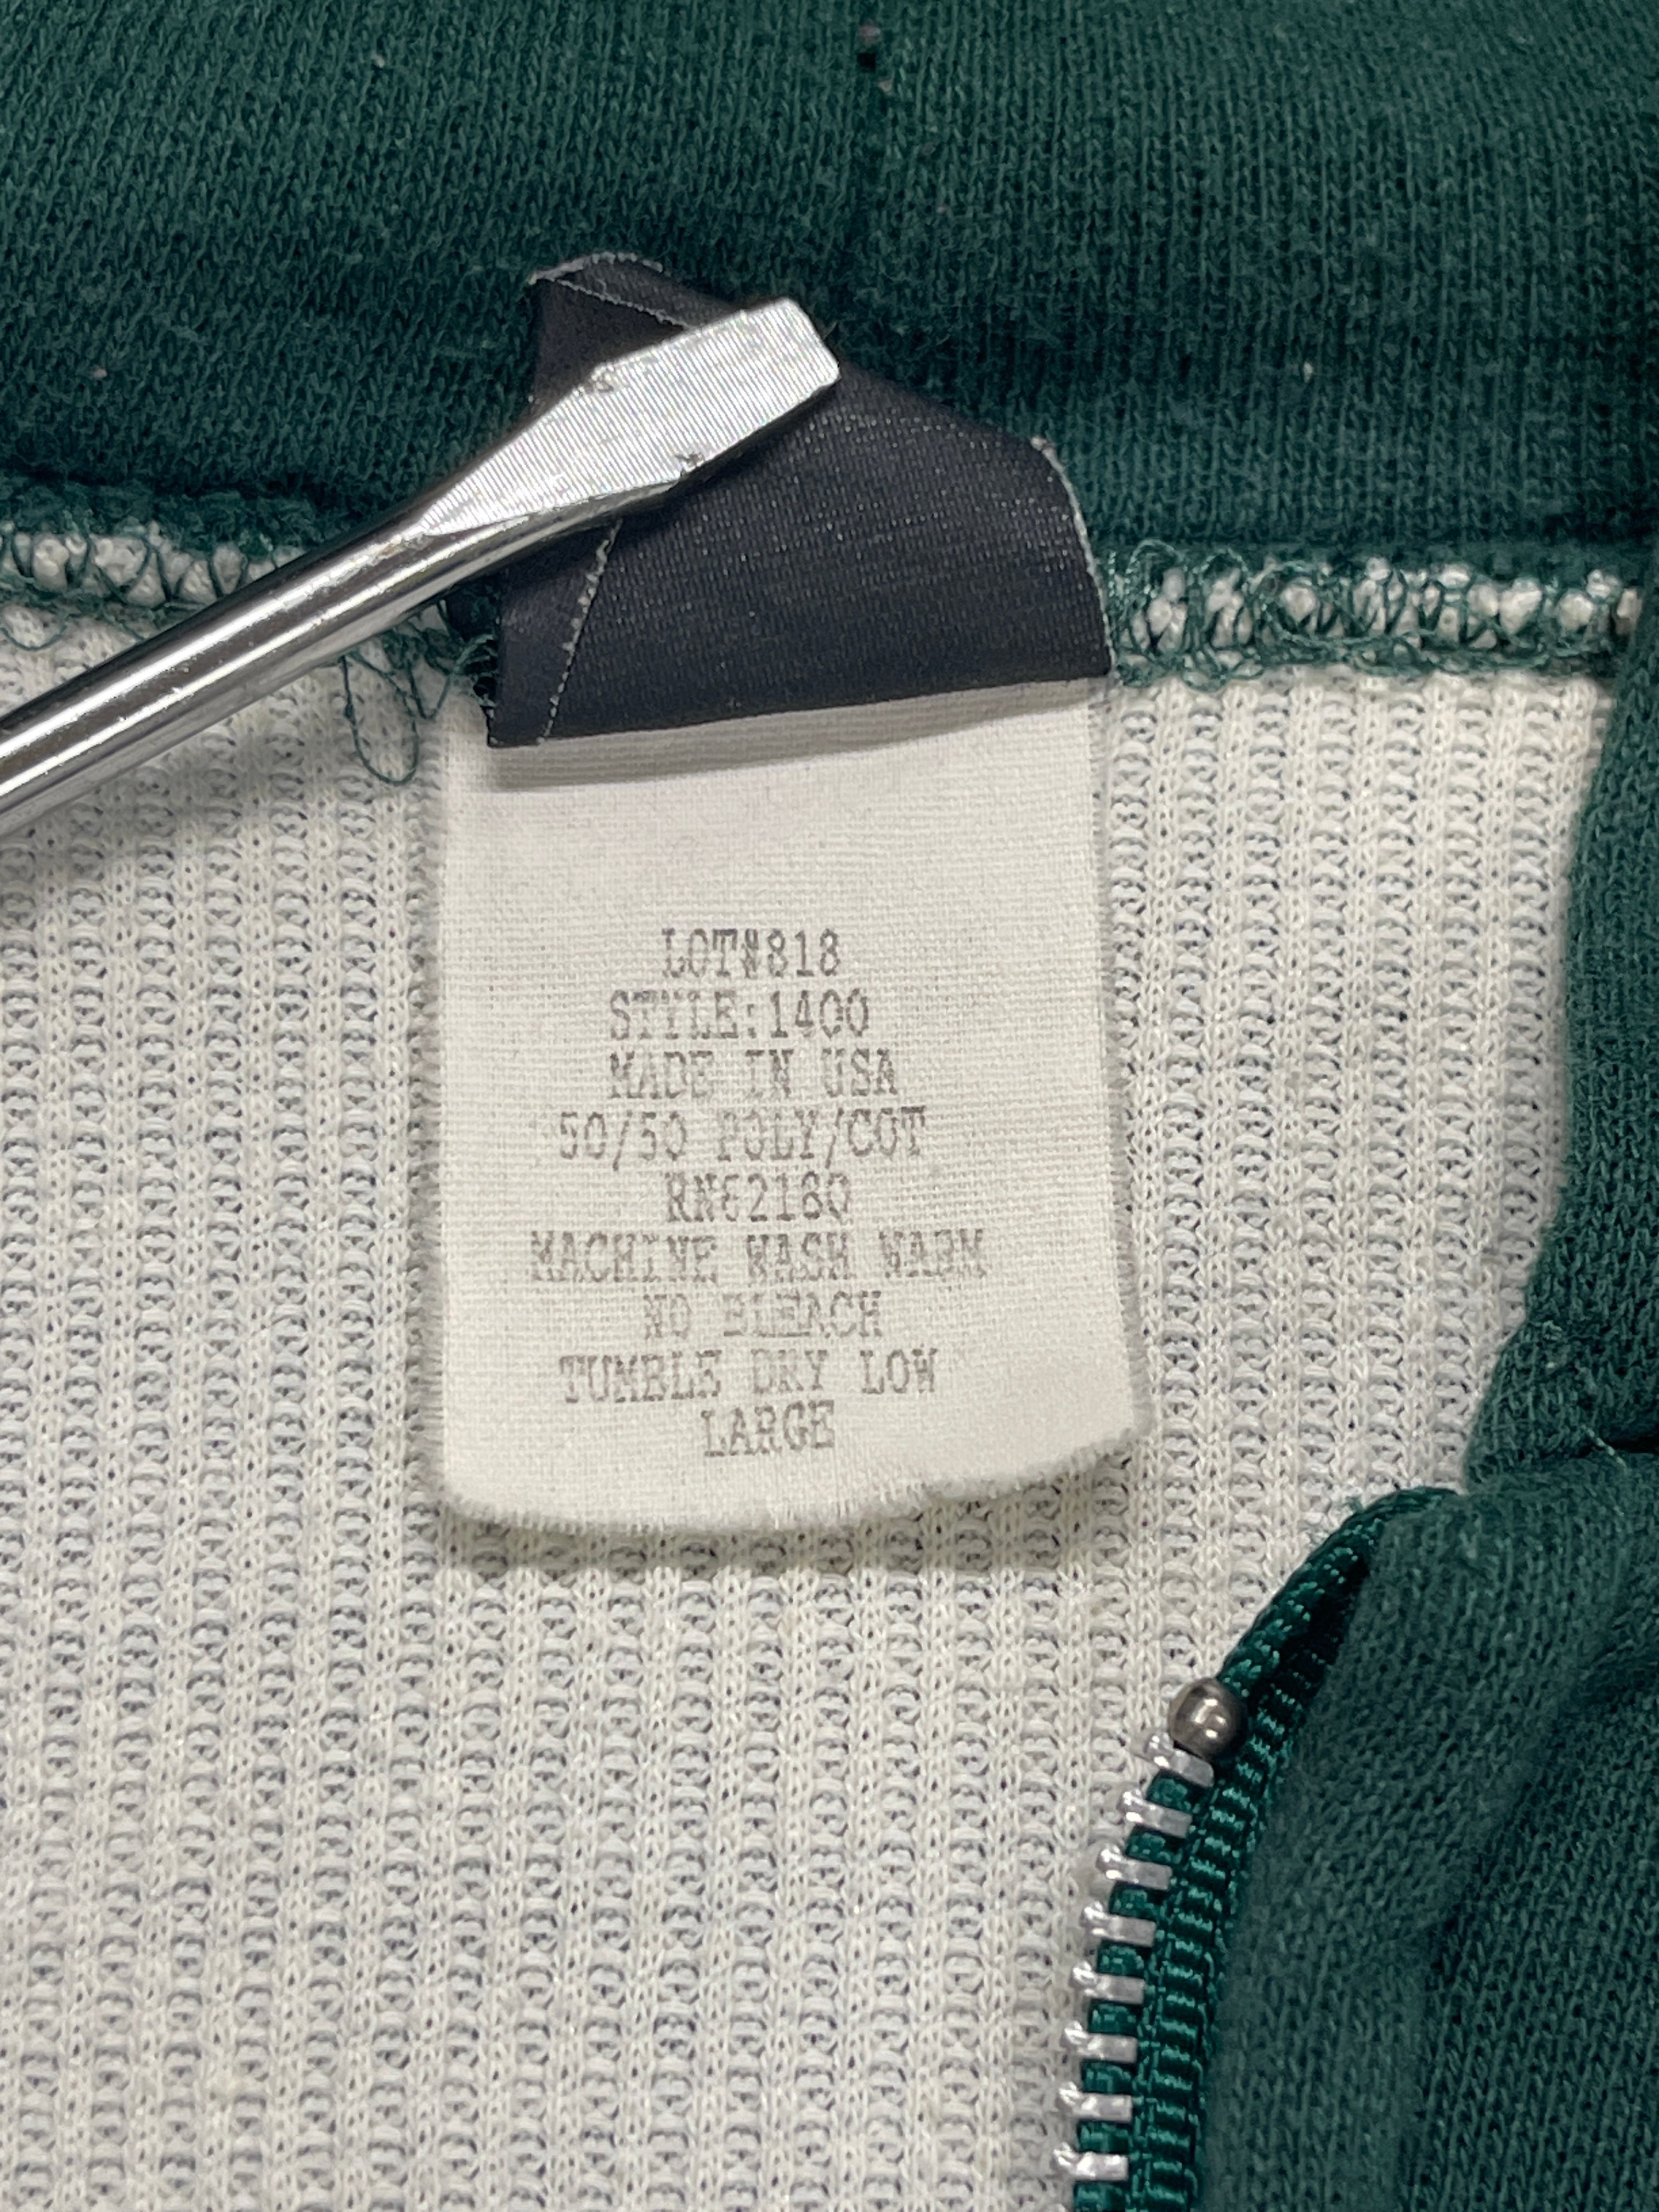 LOT#818
STYLE:1400
MADE IN USA
50/50 POLY/COT
RN62180
MACHINE WASH WARM
NO BLEACH
TUMBLE DRY LOW
LARGE